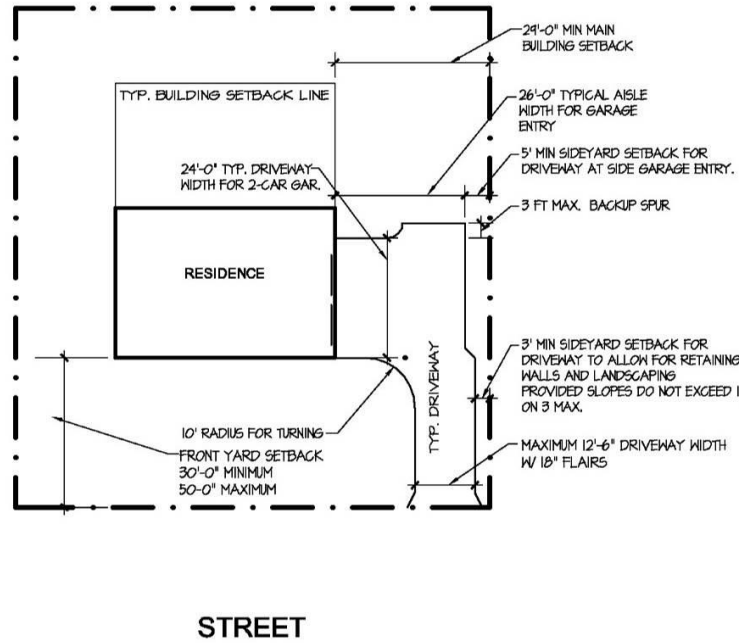 29'-0" MIN MAIN
BUILDING SETBACK
TYP. BUILDING SETBACK LINE
26'-0" TYPICAL AISLE
WIDTH FOR GARAGE
ENTRY
24'-0" TYP. DRIVEWAY
WIDTH FOR 2-CAR GAR.
5' MIN SIDEYARD SETBACK FOR
DRIVEWAY AT SIDE GARAGE ENTRY.
3 FT MAX. BACKUP SPUR
RESIDENCE
3' MIN SIDEYARD SETBACK FOR
DRIVEWAY TO ALLOW FOR RETAINING
WALLS AND LANDSCAPING
PROVIDED SLOPES DO NOT EXCEED 1
ON 3 MAX.
TYP. DRIVEWAY
10' RADIUS FOR TURNING
FRONT YARD SETBACK
30'-0" MINIMUM
50-0" MAXIMUM
MAXIMUM 12'-6" DRIVEWAY WIDTH
W/ 18" FLAIRS
STREET